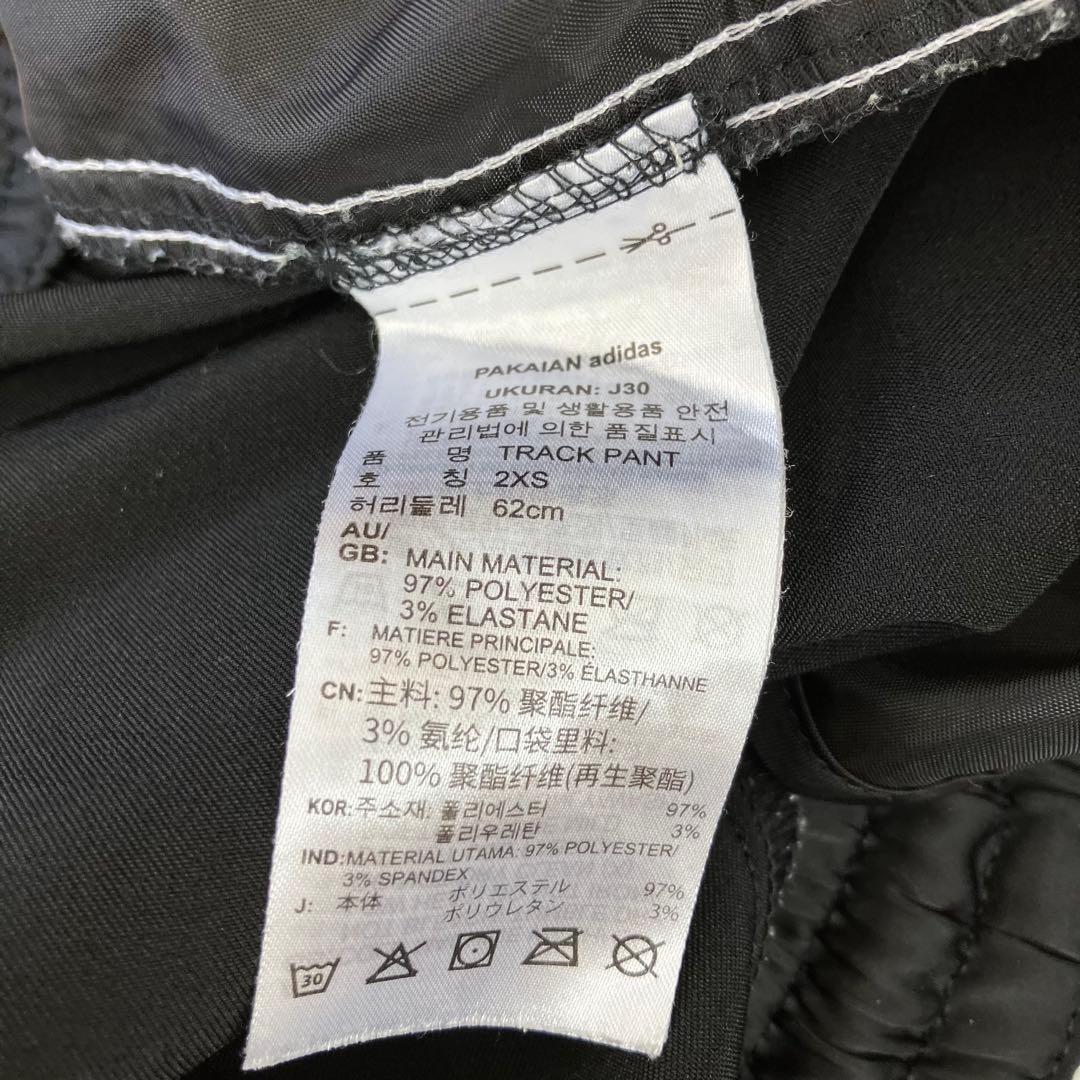 PAKAIAN adidas
UKURAN: J30
전기용품 및 생활용품 안전
관리법에 의한 품질표시
품 명 TRACK PANT
호 칭 2XS
허리둘레 62cm
AU/
GB: MAIN MATERIAL:
97% POLYESTER/
3% ELASTANE
F: MATIERE PRINCIPALE:
97% POLYESTER/3% ÉLASTHANNE
CN: 主料: 97% 聚酯纤维/
3% 氨纶/口袋里料:
100% 聚酯纤维(再生聚酯)
KOR: 주소재: 폴리에스터 97%
폴리우레탄 3%
IND: MATERIAL UTAMA: 97% POLYESTER/
3% SPANDEX
J: 本体 ポリエステル 97%
ポリウレタン 3%
30